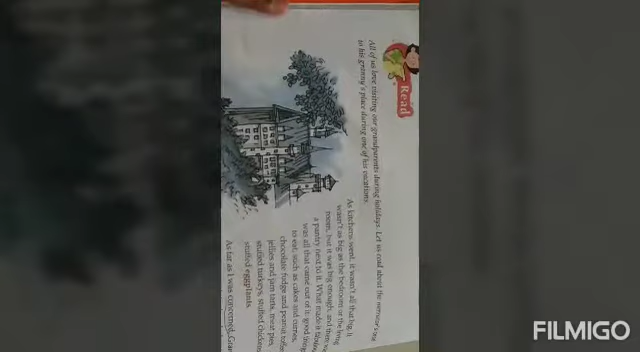 Read
All of us love visiting our grandparents during holidays. Let us read about the narrator's visit
to his granny's place during one of his vacations.
As kitchens went, it wasn't all that big, it
wasn't as big as the bedroom or the living
room, but it was big enough, and there was
a pantry next to it. What made it fabulous
was all that came out of it: good things
to eat, such as cakes and curries,
chocolate fudge and peanut toffee,
jellies and jam tarts, meat pies,
stuffed turkeys, stuffed chickens,
stuffed eggplants
As far as I was concerned,
FILMIGO